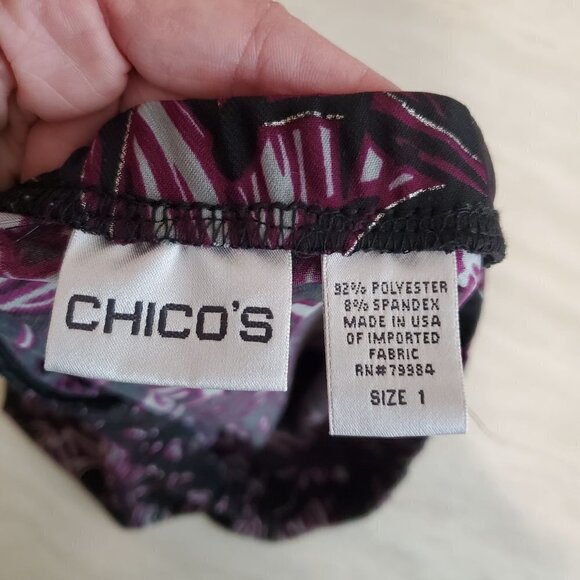 CHICO'S
92% POLYESTER
8% SPANDEX
MADE IN USA
OF IMPORTED
FABRIC
RN#79984
SIZE 1